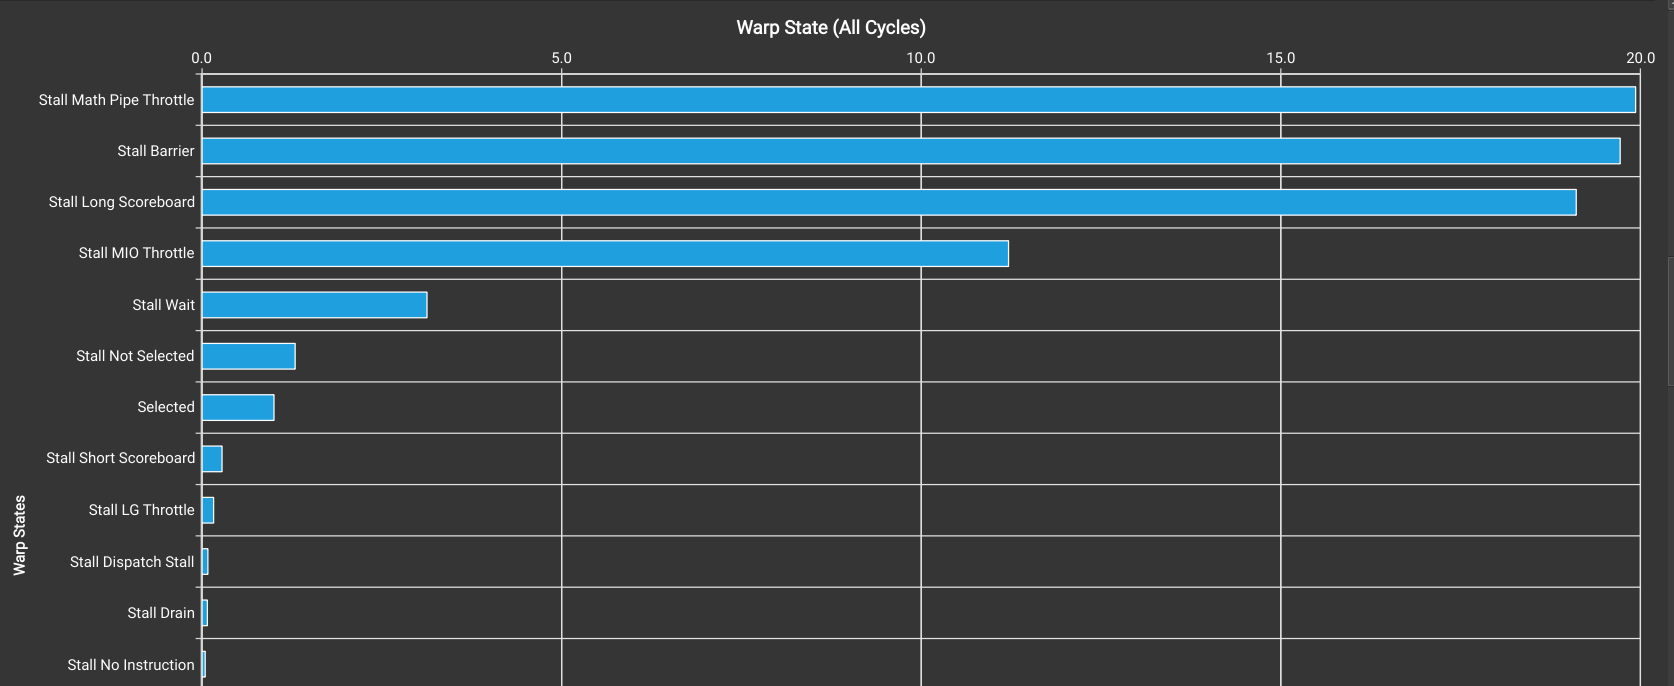 Warp State (All Cycles)
0.0 5.0 10.0 15.0 20.0
Stall Math Pipe Throttle
Stall Barrier
Stall Long Scoreboard
Stall MIO Throttle
Stall Wait
Stall Not Selected
Selected
Stall Short Scoreboard
Stall LG Throttle
Stall Dispatch Stall
Stall Drain
Stall No Instruction
Warp States